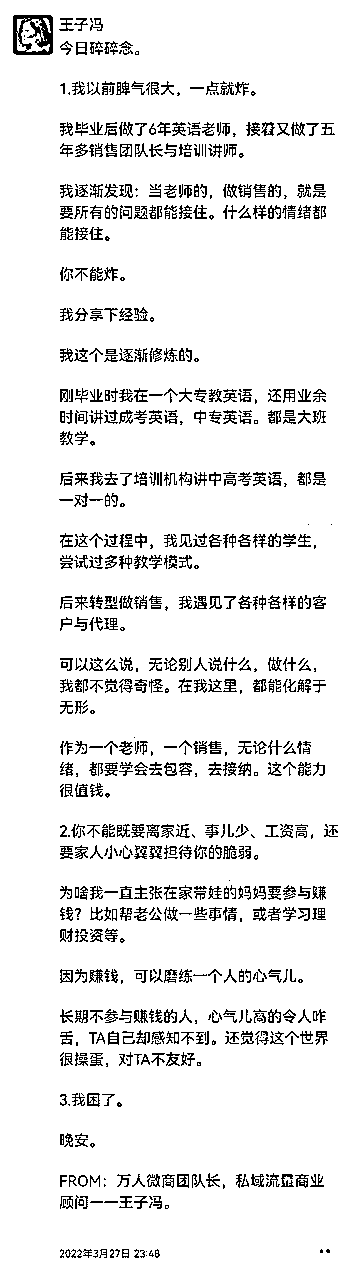 王子冯
今日碎碎念。
1.我以前脾气很大，一点就炸。
我毕业后做了6年英语老师，接着又做了五
年多销售团队长与培训讲师。
我逐渐发现：当老师的，做销售的，就是
要所有的问题都能接住。什么样的情绪都
能接住。
你不能炸。
我分享下经验。
我这个是逐渐修炼的。
刚毕业时我在一个大专教英语，还用业余
时间讲过成考英语，中专英语。都是大班
教学。
后来我去了培训机构讲中高考英语，都是
一对一的。
在这个过程中，我见过各种各样的学生，
尝试过多种教学模式。
后来转型做销售，我遇见了各种各样的客
户与代理。
可以这么说，无论别人说什么，做什么，
我都不觉得奇怪。在我这里，都能化解于
无形。
作为一个老师，一个销售，无论什么情
绪，都要学会去包容，去接纳。这个能力
很值钱。
2.你不能既要离家近、事儿少、工资高，还
要家人小心翼翼担待你的脆弱。
为啥我一直主张在家带娃的妈妈要参与赚
钱？比如帮老公做一些事情，或者学习理
财投资等。
因为赚钱，可以磨练一个人的心气儿。
长期不参与赚钱的人，心气儿高的令人咋
舌，TA自己却感知不到。还觉得这个世界
很操蛋，对TA不友好。
3.我困了。
晚安。
FROM：万人微商团队长，私域流量商业
顾问一一王子冯。
2022年3月27日 23:48